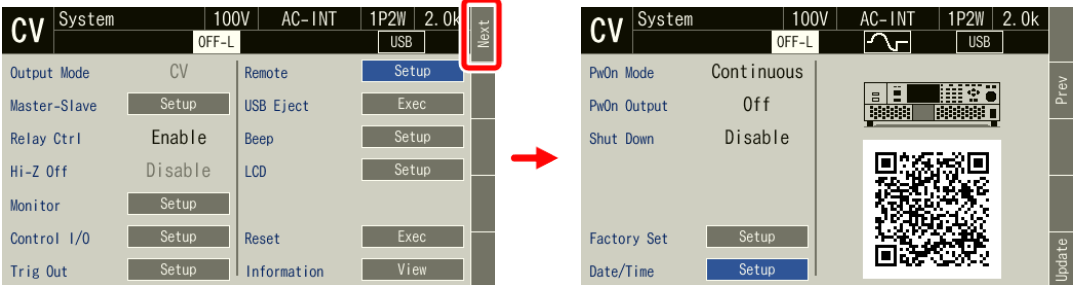 CV System 100V AC-INT 1P2W 2.0k
OFF-L USB
Next
Output Mode CV
Master-Slave Setup
Relay Ctrl Enable
Hi-Z Off Disable
Monitor Setup
Control I/O Setup
Trig Out Setup
Remote Setup
USB Eject Exec
Beep Setup
LCD Setup
Reset Exec
Information View
CV System 100V AC-INT 1P2W 2.0k
OFF-L USB
PwOn Mode Continuous
PwOn Output Off
Shut Down Disable
Factory Set Setup
Date/Time Setup
Prev
Update